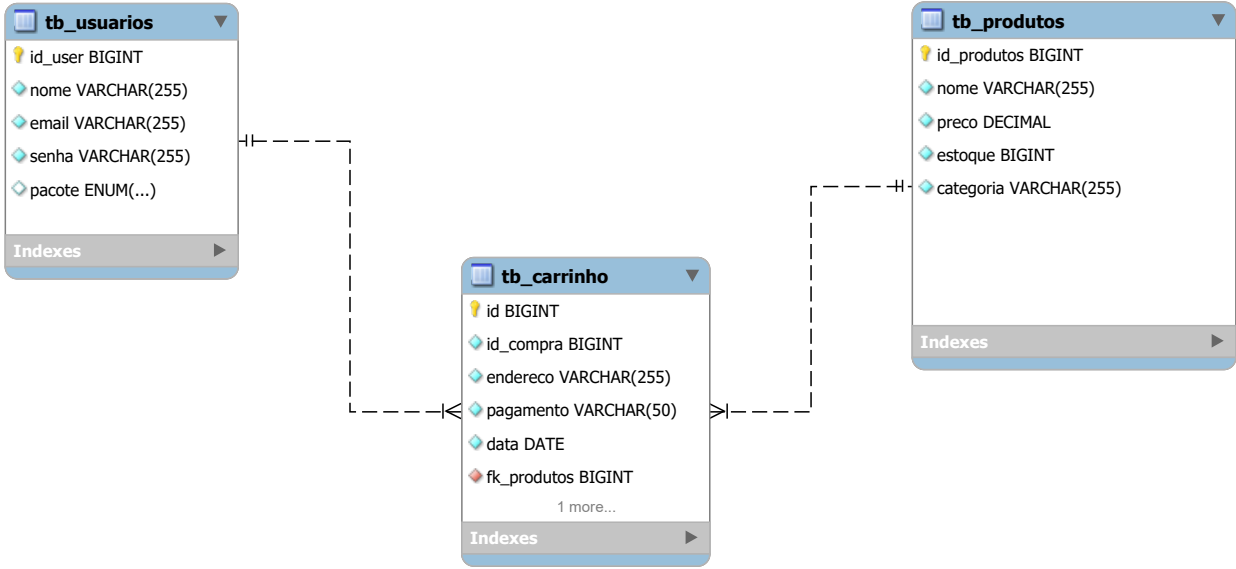 tb_usuarios
id_user BIGINT
nome VARCHAR(255)
email VARCHAR(255)
senha VARCHAR(255)
pacote ENUM(...)
Indexes
tb_produtos
id_produtos BIGINT
nome VARCHAR(255)
preco DECIMAL
estoque BIGINT
categoria VARCHAR(255)
Indexes
tb_carrinho
id BIGINT
id_compra BIGINT
endereco VARCHAR(255)
pagamento VARCHAR(50)
data DATE
fk_produtos BIGINT
1 more...
Indexes